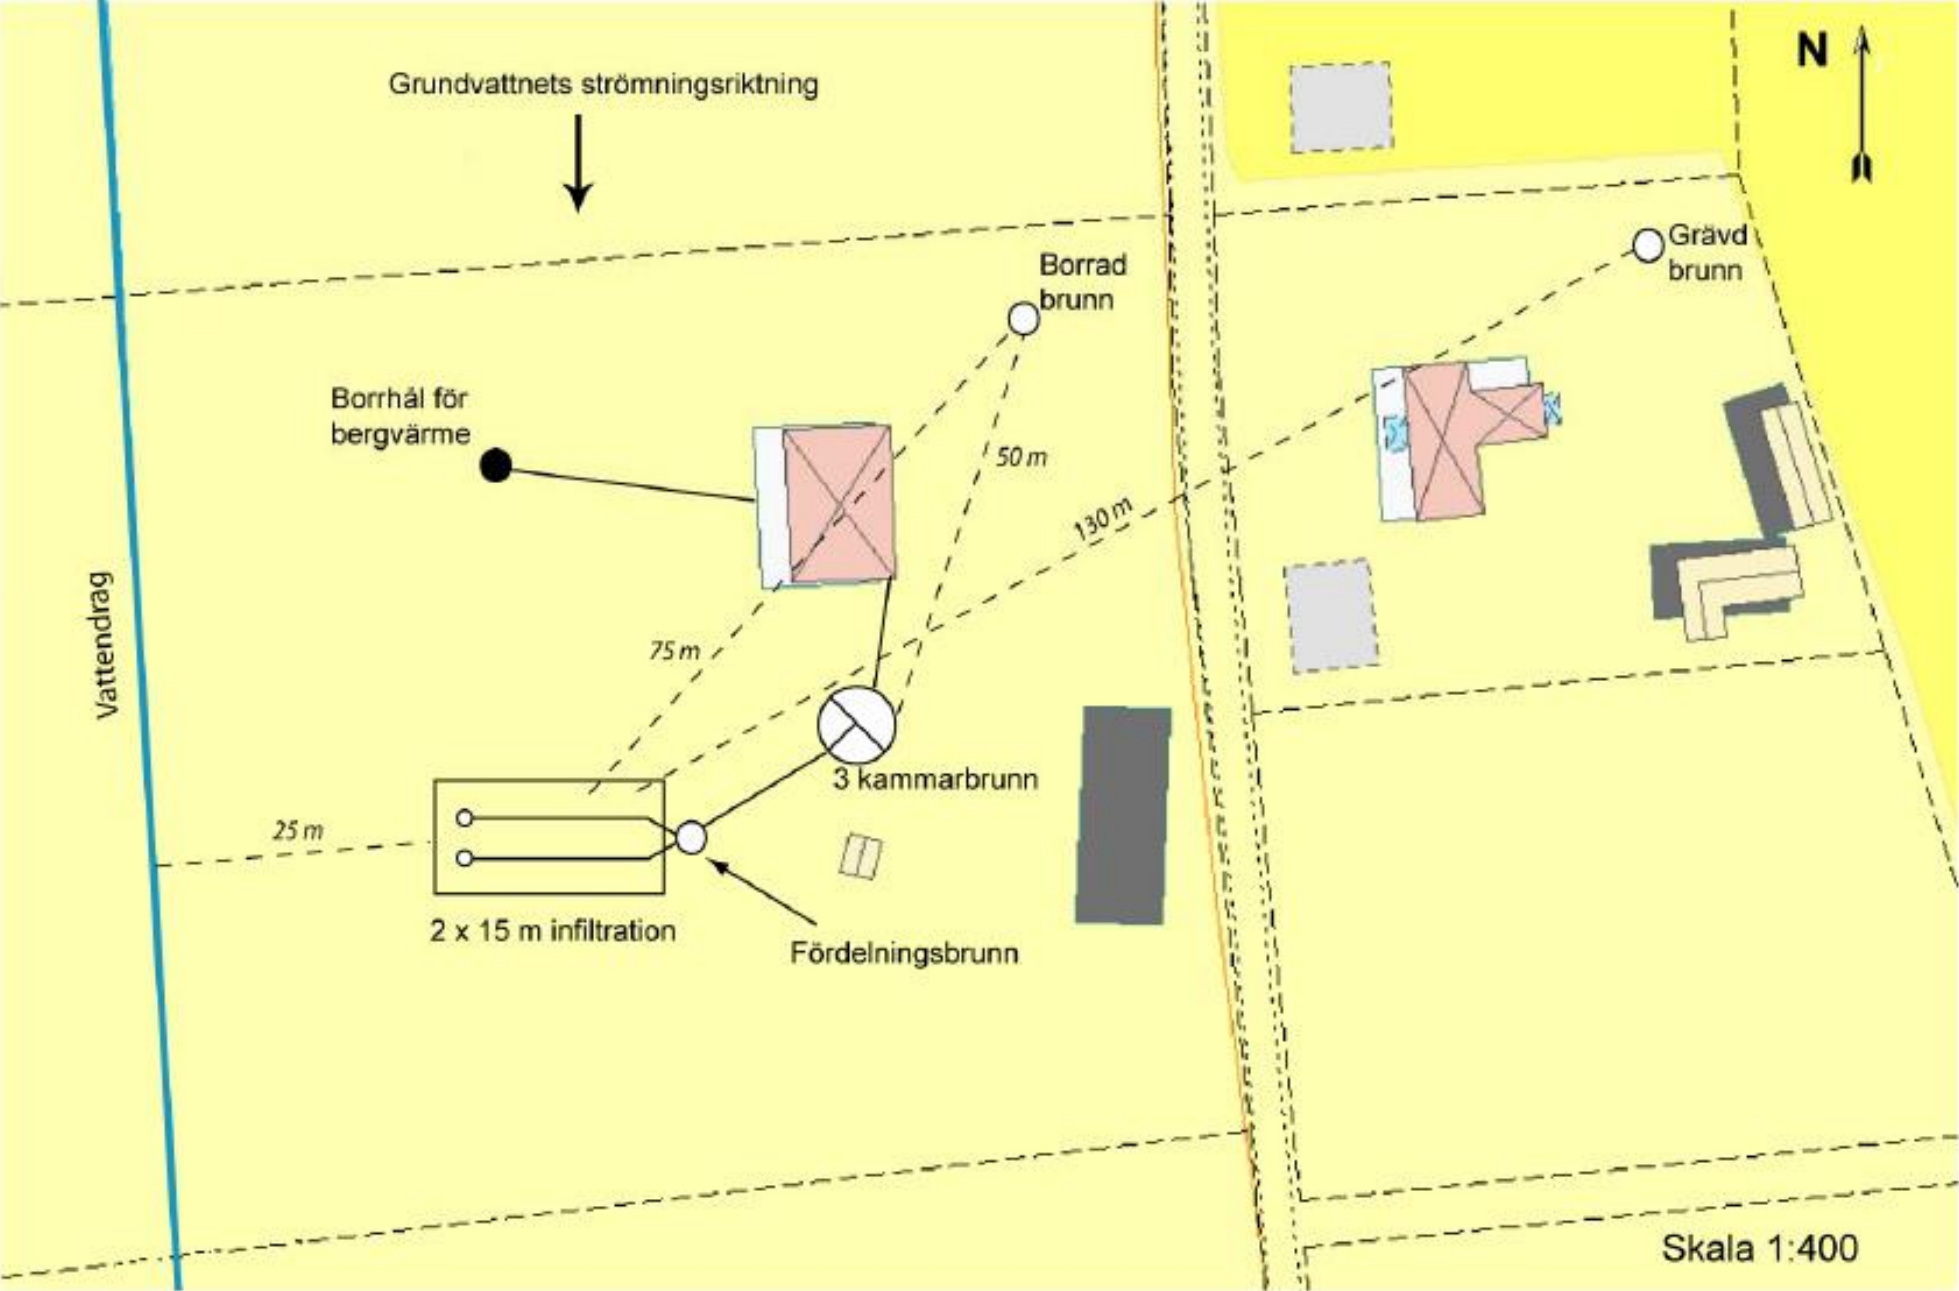 N
Grundvattnets strömningsriktning
Grävd
brunn
Borrad
brunn
Borrhål för
bergvärme
50 m
130 m
Vattendrag
75 m
3 kammarbrunn
25 m
2 x 15 m infiltration
Fördelningsbrunn
Skala 1:400